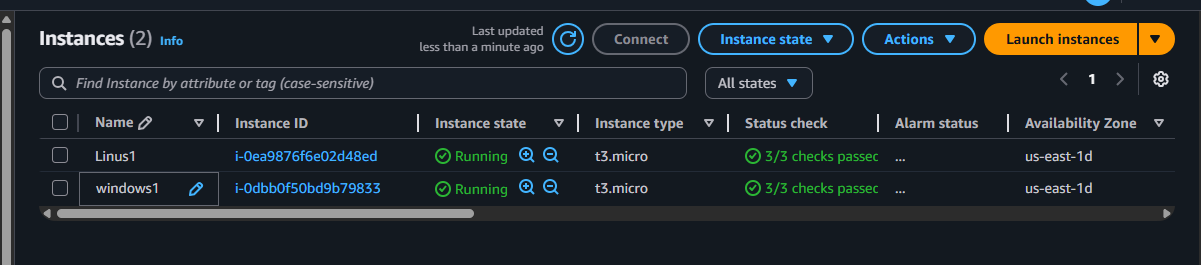 Instances (2) Info
Last updated
less than a minute ago
Connect
Instance state
Actions
Launch instances
Find Instance by attribute or tag (case-sensitive)
All states
1
Name Instance ID Instance state Instance type Status check Alarm status Availability Zone
Linus1 i-0ea9876f6e02d48ed Running t3.micro 3/3 checks passec ... us-east-1d
windows1 i-0dbb0f50bd9b79833 Running t3.micro 3/3 checks passec ... us-east-1d